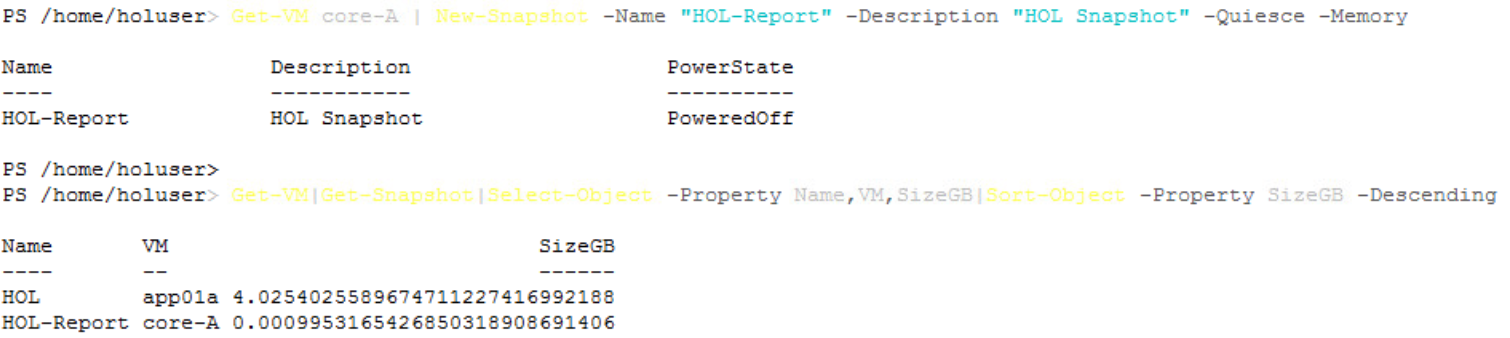 PS /home/holuser> Get-VM core-A | New-Snapshot -Name "HOL-Report" -Description "HOL Snapshot" -Quiesce -Memory
Name Description PowerState
---- ----------- ----------
HOL-Report HOL Snapshot PoweredOff
PS /home/holuser>
PS /home/holuser> Get-VM|Get-Snapshot|Select-Object -Property Name,VM,SizeGB|Sort-Object -Property SizeGB -Descending
Name VM SizeGB
---- -- ------
HOL app01a 4.0254025589674711227416992188
HOL-Report core-A 0.0009953165426850318908691406